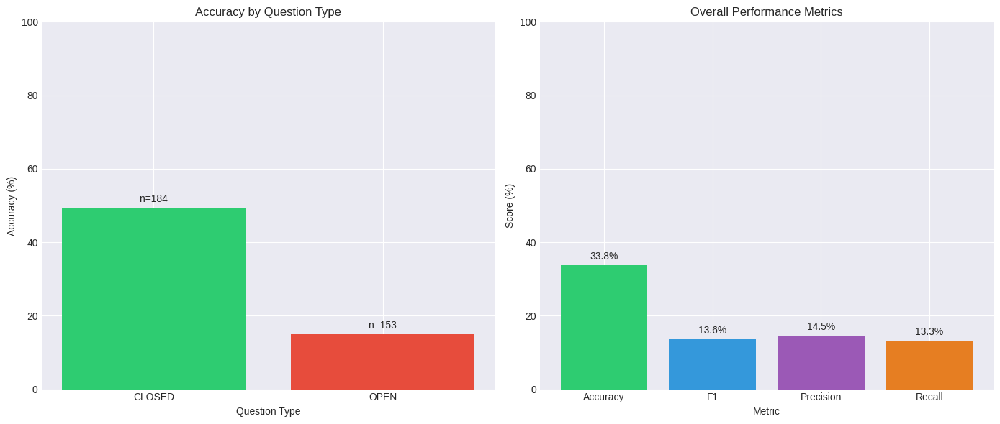 Accuracy by Question Type
Accuracy (%)
100
80
60
40
20
0
n=184
n=153
CLOSED
OPEN
Question Type
Overall Performance Metrics
Score (%)
100
80
60
40
20
0
33.8%
13.6%
14.5%
13.3%
Accuracy
F1
Precision
Recall
Metric